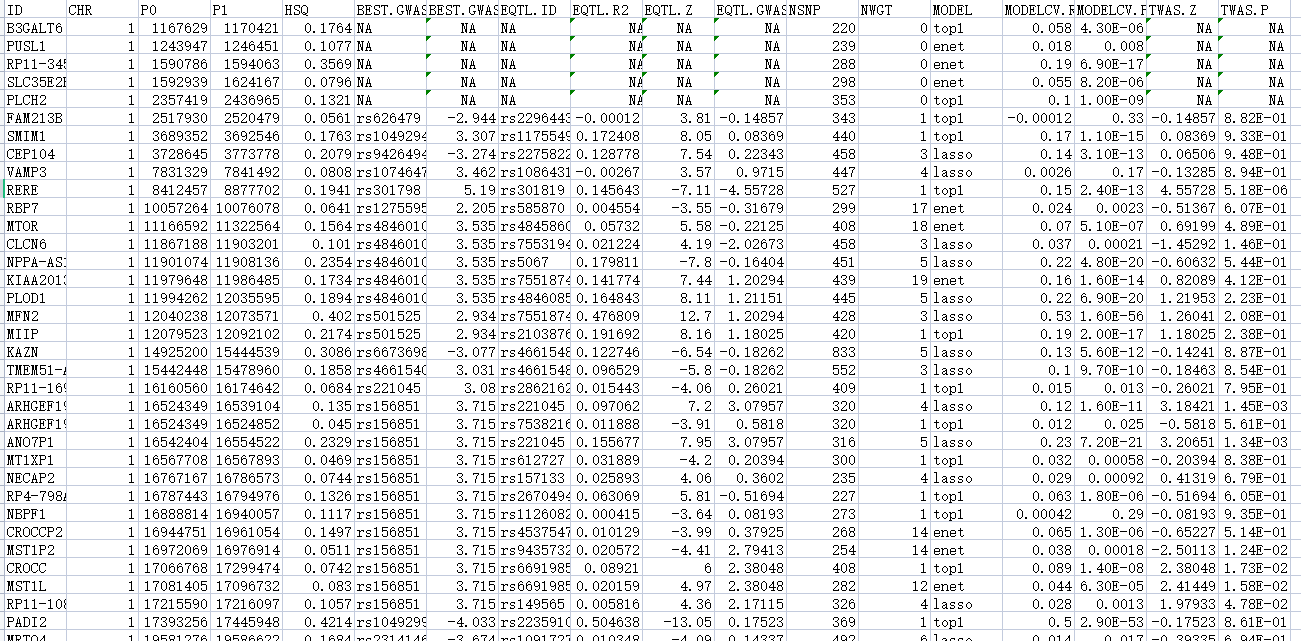 ID CHR P0 P1 HSQ BEST.GWAS BEST.GWAS EQTL.ID EQTL.R2 EQTL.Z EQTL.GWAS NSNP NWGT MODEL MODELCV.R MODELCV.P TWAS.Z TWAS.P
B3GALT6 1 1167629 1170421 0.1764 NA NA NA NA NA NA 220 0 top1 0.058 4.30E-06 NA NA
PUSL1 1 1243947 1246451 0.1077 NA NA NA NA NA NA 239 0 enet 0.018 0.008 NA NA
RP11-345 1 1590786 1594063 0.3569 NA NA NA NA NA NA 288 0 enet 0.19 6.90E-17 NA NA
SLC35E2 1 1592939 1624167 0.0796 NA NA NA NA NA NA 298 0 enet 0.055 8.20E-06 NA NA
PLCH2 1 2357419 2436965 0.1321 NA NA NA NA NA NA 353 0 top1 0.1 1.00E-09 NA NA
FAM213B 1 2517930 2520479 0.0561 rs626479 -2.944 rs2296443 -0.00012 3.81 -0.14857 343 1 top1 -0.00012 0.33 -0.14857 8.82E-01
SMIM1 1 3689352 3692546 0.1763 rs1049294 3.307 rs1175549 0.172408 8.05 0.08369 440 1 top1 0.17 1.10E-15 0.08369 9.33E-01
CEP104 1 3728645 3773778 0.2079 rs9426494 -3.274 rs2275822 0.128778 7.54 0.22343 458 3 lasso 0.14 3.10E-13 0.06506 9.48E-01
VAMP3 1 7831329 7841492 0.0808 rs1074647 3.462 rs1086431 -0.00267 3.57 0.9715 447 4 lasso 0.0026 0.17 -0.13285 8.94E-01
RERE 1 8412457 8877702 0.1941 rs301798 5.19 rs301819 0.145643 -7.11 -4.55728 527 1 top1 0.15 2.40E-13 4.55728 5.18E-06
RBP7 1 10057264 10076078 0.0641 rs1275595 2.205 rs585870 0.004554 -3.55 -0.31679 299 17 enet 0.024 0.0023 -0.51367 6.07E-01
MTOR 1 11166592 11322564 0.1564 rs4846010 3.535 rs4845860 0.05732 5.58 -0.22125 408 18 enet 0.07 5.10E-07 0.69199 4.89E-01
CLCN6 1 11867188 11903201 0.101 rs4846010 3.535 rs7553194 0.021224 4.19 -2.02673 458 3 lasso 0.037 0.00021 -1.45292 1.46E-01
NPPA-AS1 1 11901074 11908136 0.2354 rs4846010 3.535 rs5067 0.179811 -7.8 -0.16404 451 5 lasso 0.22 4.80E-20 -0.60632 5.44E-01
KIAA2013 1 11979648 11986485 0.1734 rs4846010 3.535 rs7551874 0.141774 7.44 1.20294 439 19 enet 0.16 1.60E-14 0.82089 4.12E-01
PLOD1 1 11994262 12035595 0.1894 rs4846010 3.535 rs4846085 0.164843 8.11 1.21151 445 5 lasso 0.22 6.90E-20 1.21953 2.23E-01
MFN2 1 12040238 12073571 0.402 rs501525 2.934 rs7551874 0.476809 12.7 1.20294 428 3 lasso 0.53 1.60E-56 1.26041 2.08E-01
MIIP 1 12079523 12092102 0.2174 rs501525 2.934 rs2103876 0.191692 8.16 1.18025 420 1 top1 0.19 2.00E-17 1.18025 2.38E-01
KAZN 1 14925200 15444539 0.3086 rs6673698 -3.077 rs4661548 0.122746 -6.54 -0.18262 833 5 lasso 0.13 5.60E-12 -0.14241 8.87E-01
TMEM51-A 1 15442448 15478960 0.1858 rs4661540 3.031 rs4661548 0.096529 -5.8 -0.18262 552 3 lasso 0.1 9.70E-10 -0.18463 8.54E-01
RP11-169 1 16160560 16174642 0.0684 rs221045 3.08 rs2862162 0.015443 -4.06 0.26021 409 1 top1 0.015 0.013 -0.26021 7.95E-01
ARHGEF19 1 16524349 16539104 0.135 rs156851 3.715 rs221045 0.097062 7.2 3.07957 320 4 lasso 0.12 1.60E-11 3.18421 1.45E-03
ARHGEF19 1 16524349 16524852 0.045 rs156851 3.715 rs7538216 0.011888 -3.91 0.5818 320 1 top1 0.012 0.025 -0.5818 5.61E-01
ANO7P1 1 16542404 16554522 0.2329 rs156851 3.715 rs221045 0.155677 7.95 3.07957 316 5 lasso 0.23 7.20E-21 3.20651 1.34E-03
MT1XP1 1 16567708 16567893 0.0469 rs156851 3.715 rs612727 0.031889 -4.2 0.20394 300 1 top1 0.032 0.00058 -0.20394 8.38E-01
NECAP2 1 16767167 16786573 0.0744 rs156851 3.715 rs157133 0.025893 4.06 0.3602 235 4 lasso 0.029 0.00092 0.41319 6.79E-01
RP4-798A 1 16787443 16794976 0.1326 rs156851 3.715 rs2670494 0.063069 5.81 -0.51694 227 1 top1 0.063 1.80E-06 -0.51694 6.05E-01
NBPF1 1 16888814 16940057 0.1117 rs156851 3.715 rs1126082 0.000415 -3.64 0.08193 273 1 top1 0.00042 0.29 -0.08193 9.35E-01
CROCCP2 1 16944751 16961054 0.1497 rs156851 3.715 rs4537547 0.010129 -3.99 0.37925 268 14 enet 0.065 1.30E-06 -0.65227 5.14E-01
MST1P2 1 16972069 16976914 0.0511 rs156851 3.715 rs9435732 0.020572 -4.41 2.79413 254 14 enet 0.038 0.00018 -2.50113 1.24E-02
CROCC 1 17066768 17299474 0.0742 rs156851 3.715 rs6691985 0.08921 6 2.38048 408 1 top1 0.089 1.40E-08 2.38048 1.73E-02
MST1L 1 17081405 17096732 0.083 rs156851 3.715 rs6691985 0.020159 4.97 2.38048 282 12 enet 0.044 6.30E-05 2.41449 1.58E-02
RP11-108 1 17215590 17216097 0.1057 rs156851 3.715 rs149565 0.005816 4.36 2.17115 326 4 lasso 0.028 0.0013 1.97933 4.78E-02
PADI2 1 17393256 17445948 0.4214 rs1049299 -4.033 rs2235910 0.504638 -13.05 0.17523 369 1 top1 0.5 2.90E-53 -0.17523 8.61E-01